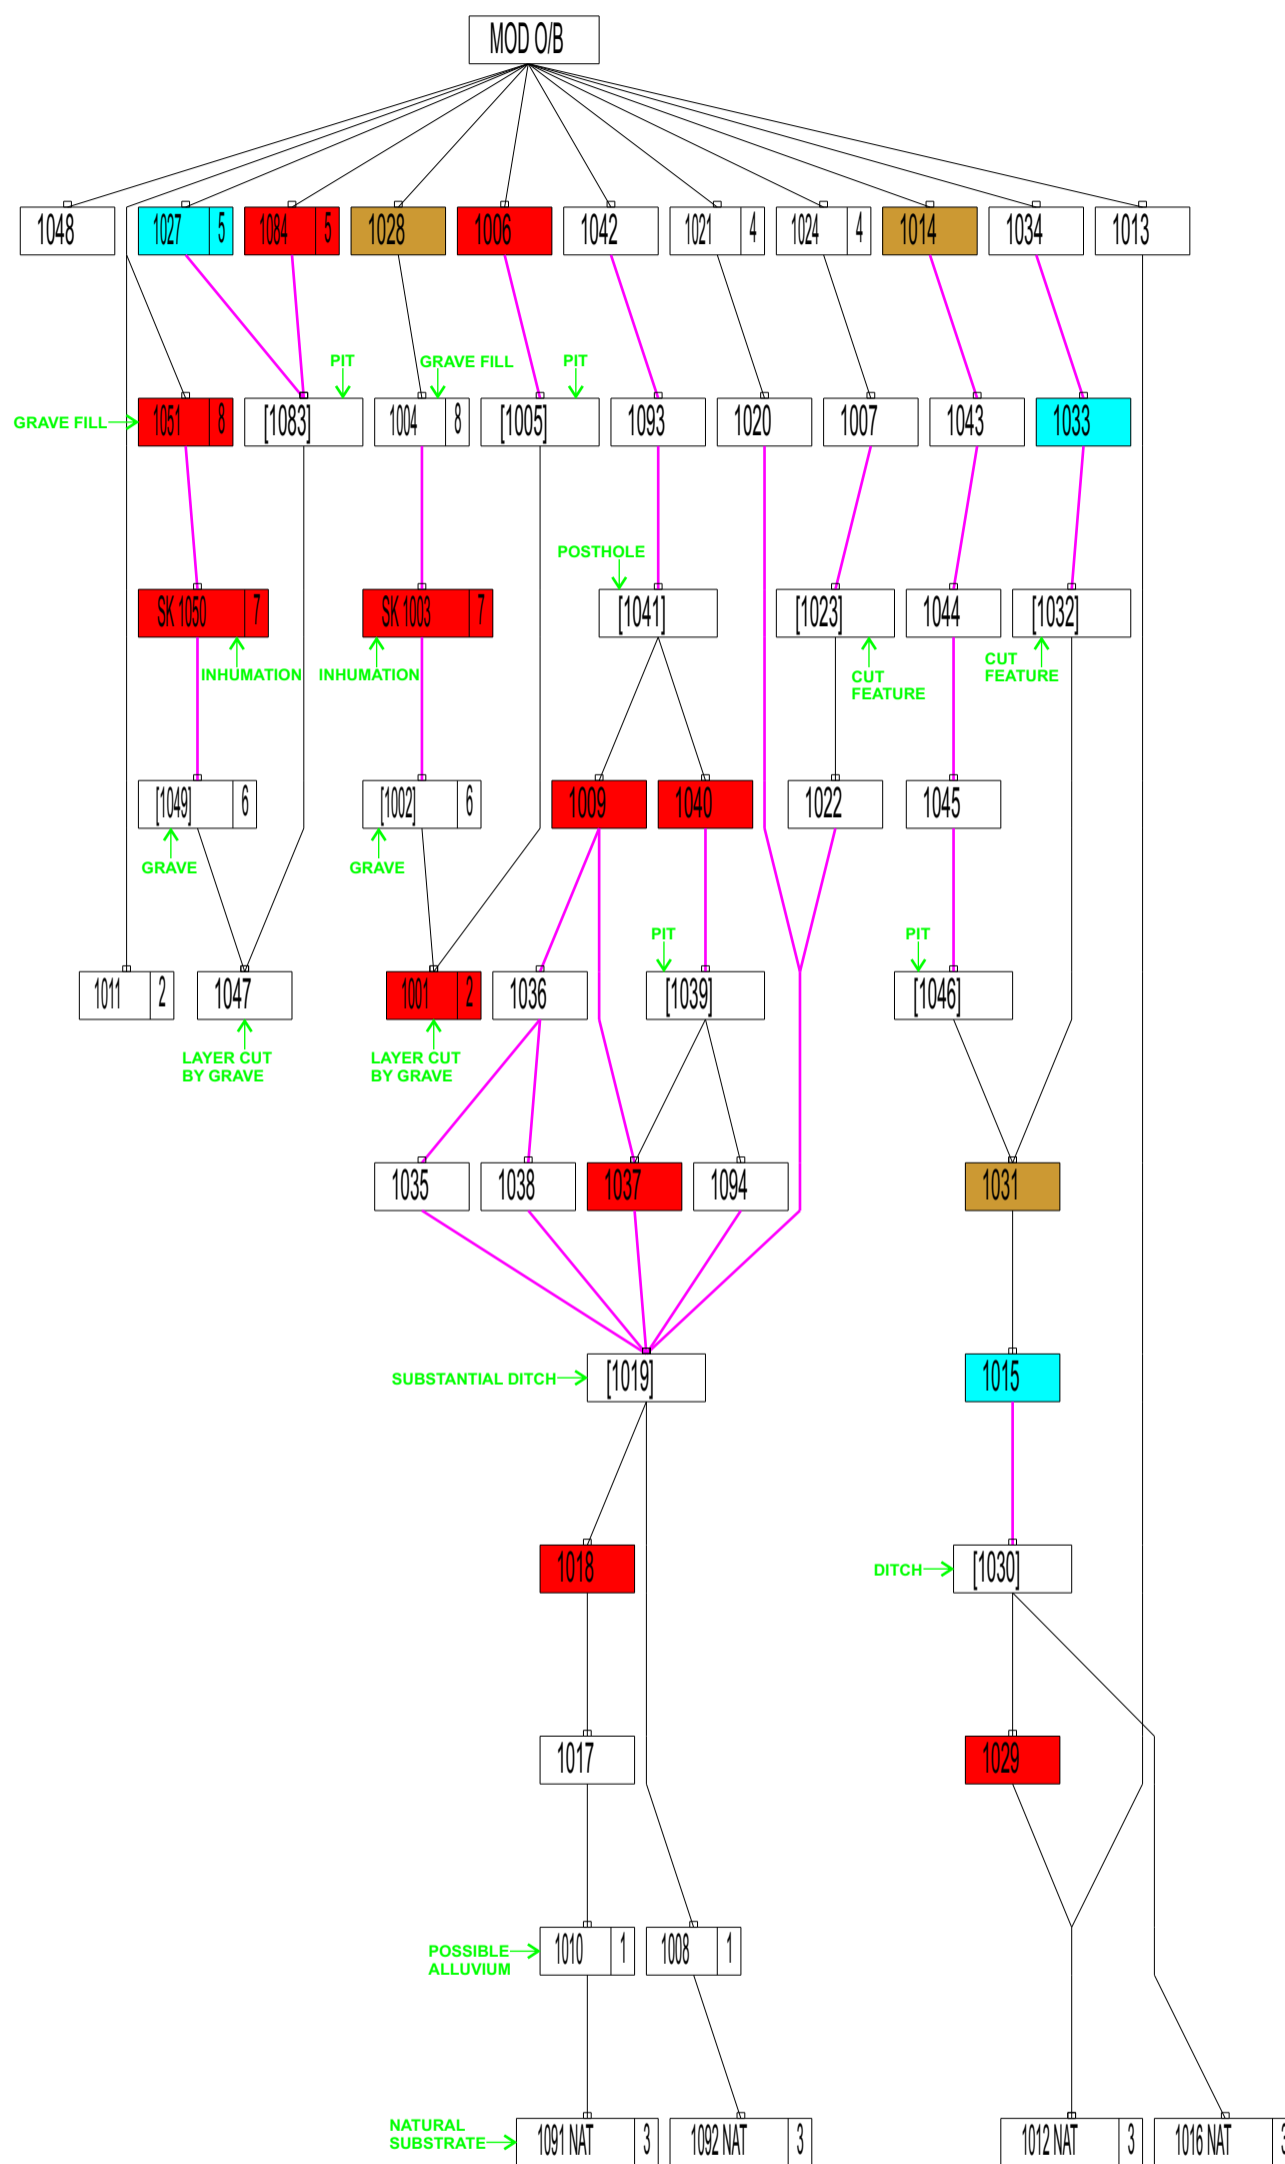 MOD O/B
1048
1027 5
1084 5
1028
1006
1042
1021 4
1024 4
1014
1034
1013
PIT
GRAVE FILL
PIT
GRAVE FILL
1051 8
[1083]
1004 8
[1005]
1093
1020
1007
1043
1033
POSTHOLE
SK 1050 7
SK 1003 7
[1041]
[1023]
1044
[1032]
INHUMATION
INHUMATION
CUT
FEATURE
CUT
FEATURE
[1049] 6
[1002] 6
1009
1040
1022
1045
GRAVE
GRAVE
PIT
PIT
1011 2
1047
1001 2
1036
[1039]
[1046]
LAYER CUT
BY GRAVE
LAYER CUT
BY GRAVE
1035
1038
1037
1094
1031
SUBSTANTIAL DITCH
[1019]
1015
1018
DITCH
[1030]
1017
1029
POSSIBLE
ALLUVIUM
1010 1
1008 1
NATURAL
SUBSTRATE
1091 NAT 3
1092 NAT 3
1012 NAT 3
1016 NAT 3